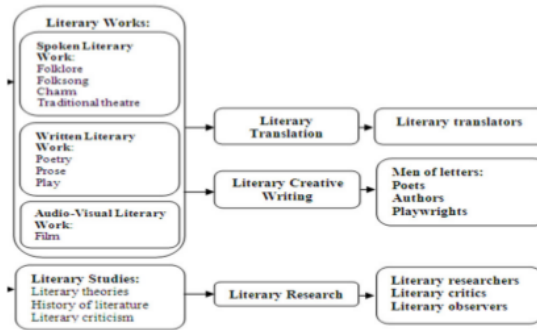 Literary Works:
Spoken Literary
Work:
Folklore
Folksong
Charm
Traditional theatre
Written Literary
Work:
Poetry
Prose
Play
Audio-Visual Literary
Work:
Film
Literary
Translation
Literary translators
Literary Creative
Writing
Men of letters:
Poets
Authors
Playwrights
Literary Studies:
Literary theories
History of literature
Literary criticism
Literary Research
Literary researchers
Literary critics
Literary observers